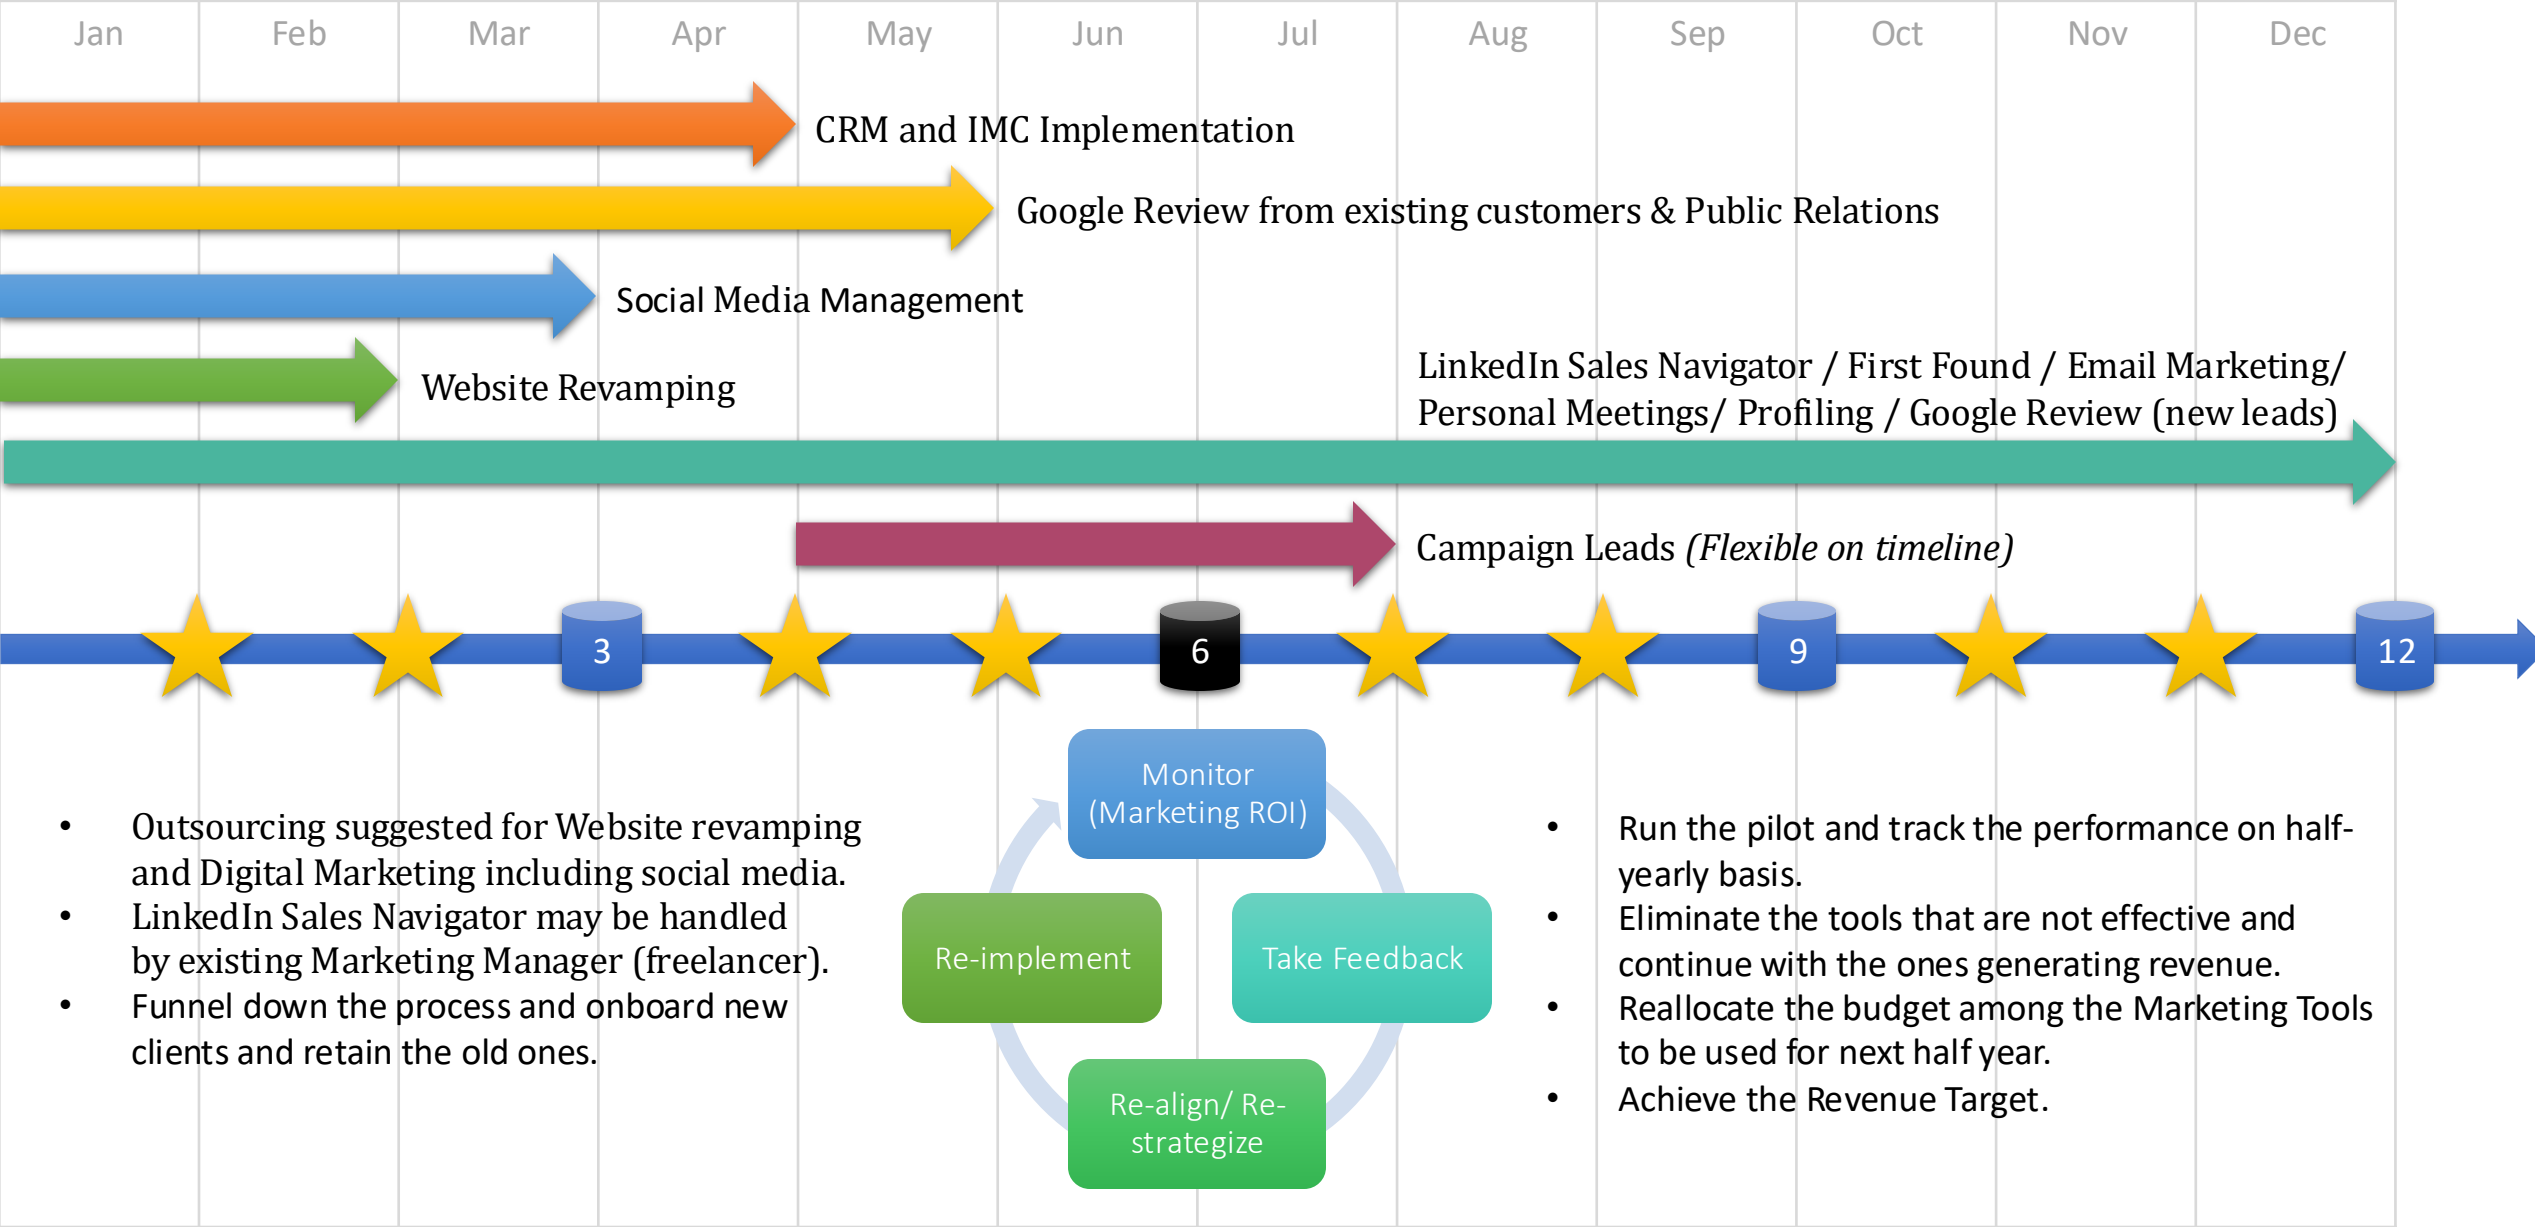 Jan Feb Mar Apr May Jun Jul Aug Sep Oct Nov Dec
CRM and IMC Implementation
Google Review from existing customers & Public Relations
Social Media Management
Website Revamping
LinkedIn Sales Navigator / First Found / Email Marketing/
Personal Meetings/ Profiling / Google Review (new leads)
Campaign Leads (Flexible on timeline)
3 6 9 12
• Outsourcing suggested for Website revamping
and Digital Marketing including social media.
• LinkedIn Sales Navigator may be handled
by existing Marketing Manager (freelancer).
• Funnel down the process and onboard new
clients and retain the old ones.
Monitor
(Marketing ROI)
Take Feedback
Re-align/ Re-
strategize
Re-implement
• Run the pilot and track the performance on half-
yearly basis.
• Eliminate the tools that are not effective and
continue with the ones generating revenue.
• Reallocate the budget among the Marketing Tools
to be used for next half year.
• Achieve the Revenue Target.